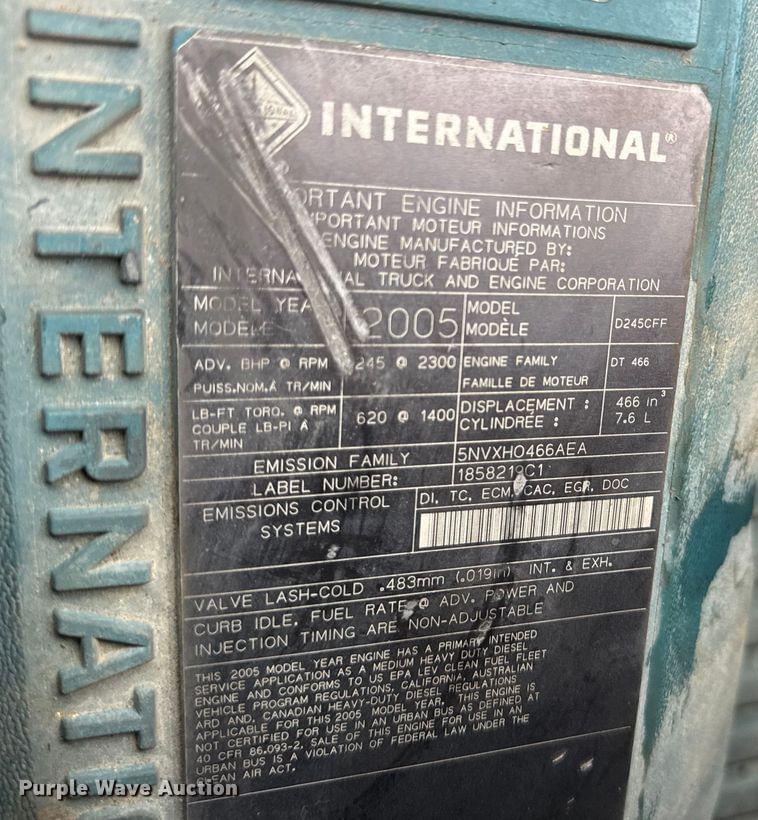 INTERNATIO
INTERNATIONAL®
IMPORTANT ENGINE INFORMATION
IMPORTANT MOTEUR INFORMATIONS
ENGINE MANUFACTURED BY:
MOTEUR FABRIQUE PAR:
INTERNATIONAL TRUCK AND ENGINE CORPORATION
MODEL YEAR
MODÈLE
2005
MODEL
MODÈLE
D245CFF
ADV. BHP @ RPM
PUISS.NOM.À TR/MIN
245 @ 2300
ENGINE FAMILY
FAMILLE DE MOTEUR
DT 466
LB-FT TORQ. @ RPM
COUPLE LB-PI À
TR/MIN
620 @ 1400
DISPLACEMENT :
CYLINDRÉE :
466 in³
7.6 L
EMISSION FAMILY 5NVXH0466AEA
LABEL NUMBER: 1858219C1
EMISSIONS CONTROL
SYSTEMS
DI, TC, ECM, CAC, EGR, DOC
VALVE LASH-COLD .483mm (.019in) INT. & EXH.
CURB IDLE, FUEL RATE @ ADV. POWER AND
INJECTION TIMING ARE NON-ADJUSTABLE
THIS 2005 MODEL YEAR ENGINE HAS A PRIMARY INTENDED
SERVICE APPLICATION AS A MEDIUM HEAVY DUTY DIESEL
ENGINE AND CONFORMS TO US EPA LEV CLEAN FUEL FLEET
VEHICLE PROGRAM REGULATIONS, CALIFORNIA, AUSTRALIAN
ARD AND, CANADIAN HEAVY-DUTY DIESEL REGULATIONS
APPLICABLE FOR THIS 2005 MODEL YEAR. THIS ENGINE IS
NOT CERTIFIED FOR USE IN AN URBAN BUS AS DEFINED AT
40 CFR 86.093-2. SALE OF THIS ENGINE FOR USE IN AN
URBAN BUS IS A VIOLATION OF FEDERAL LAW UNDER THE
CLEAN AIR ACT.
Purple Wave Auction